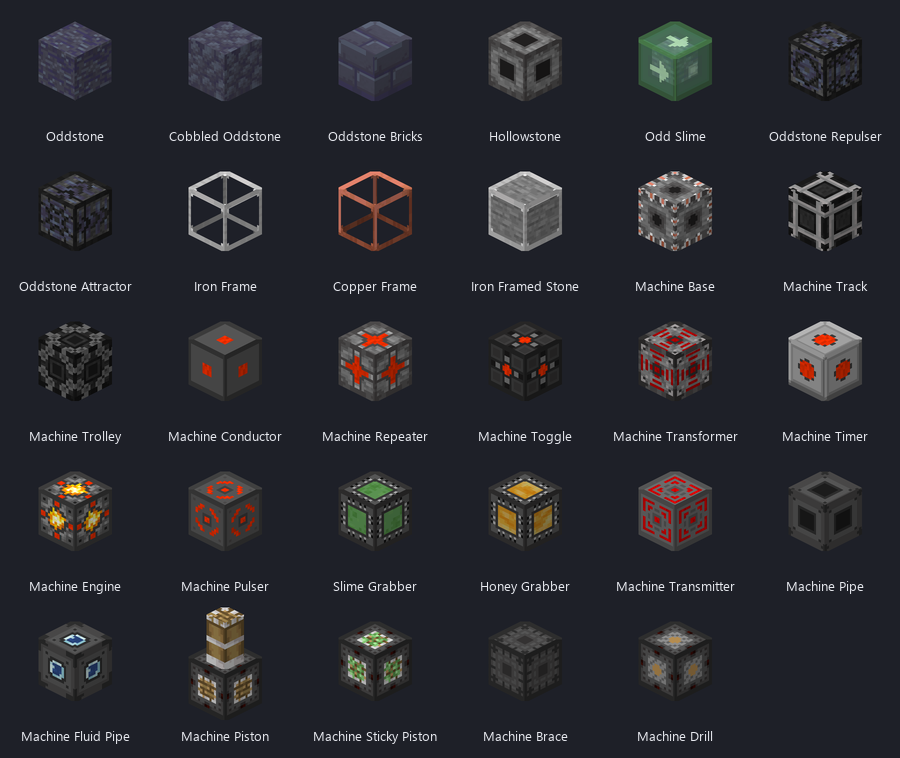 Oddstone
Cobbled Oddstone
Oddstone Bricks
Hollowstone
Odd Slime
Oddstone Repulser
Oddstone Attractor
Iron Frame
Copper Frame
Iron Framed Stone
Machine Base
Machine Track
Machine Trolley
Machine Conductor
Machine Repeater
Machine Toggle
Machine Transformer
Machine Timer
Machine Engine
Machine Pulser
Slime Grabber
Honey Grabber
Machine Transmitter
Machine Pipe
Machine Fluid Pipe
Machine Piston
Machine Sticky Piston
Machine Brace
Machine Drill